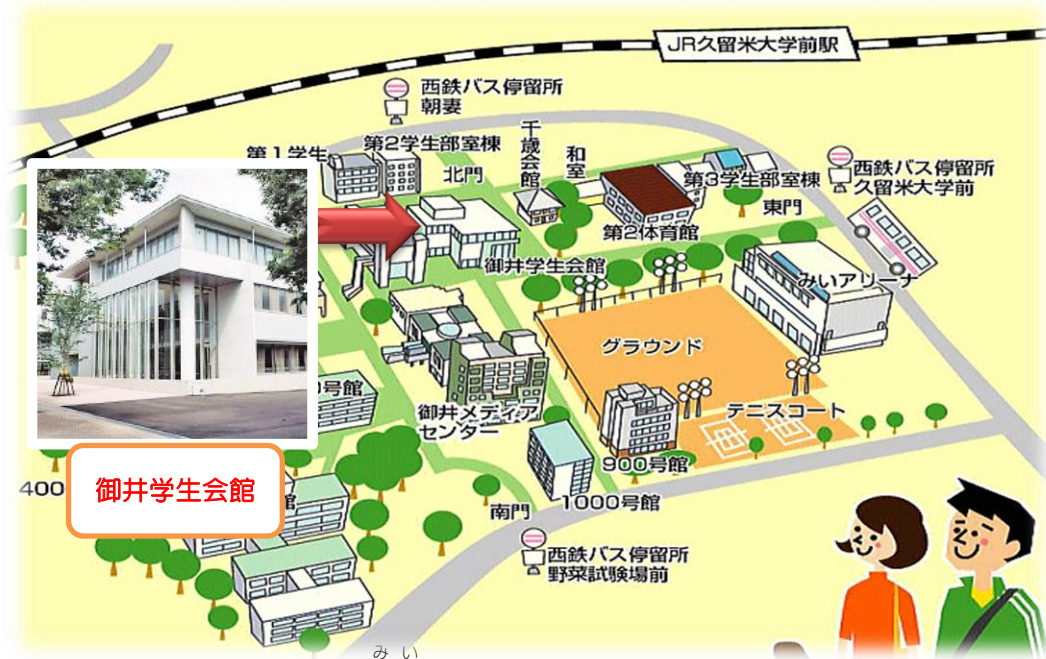 JR久留米大学前駅
西鉄バス停留所
朝妻
第1学生
第2学生部室棟
北門
千歳会館
和室
第3学生部室棟
西鉄バス停留所
久留米大学前
東門
第2体育館
御井学生会館
みいアリーナ
グラウンド
号館
御井メディア
センター
テニスコート
900号館
400
御井学生会館
館
1000号館
南門
西鉄バス停留所
野菜試験場前
みい